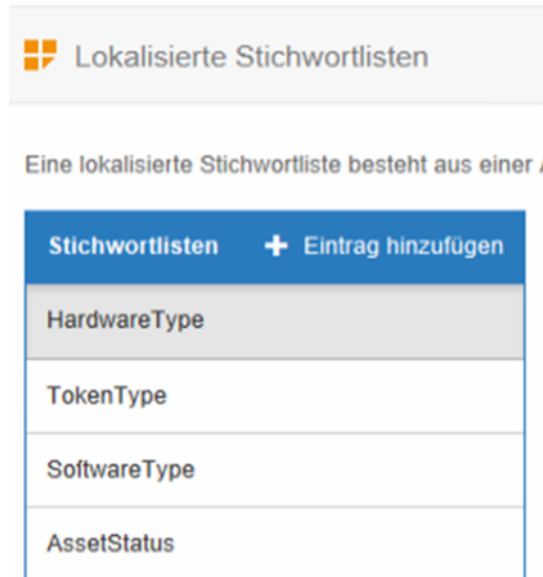 Lokalisierte Stichwortlisten
Eine lokalisierte Stichwortliste besteht aus einer
Stichwortlisten + Eintrag hinzufügen
HardwareType
TokenType
SoftwareType
AssetStatus